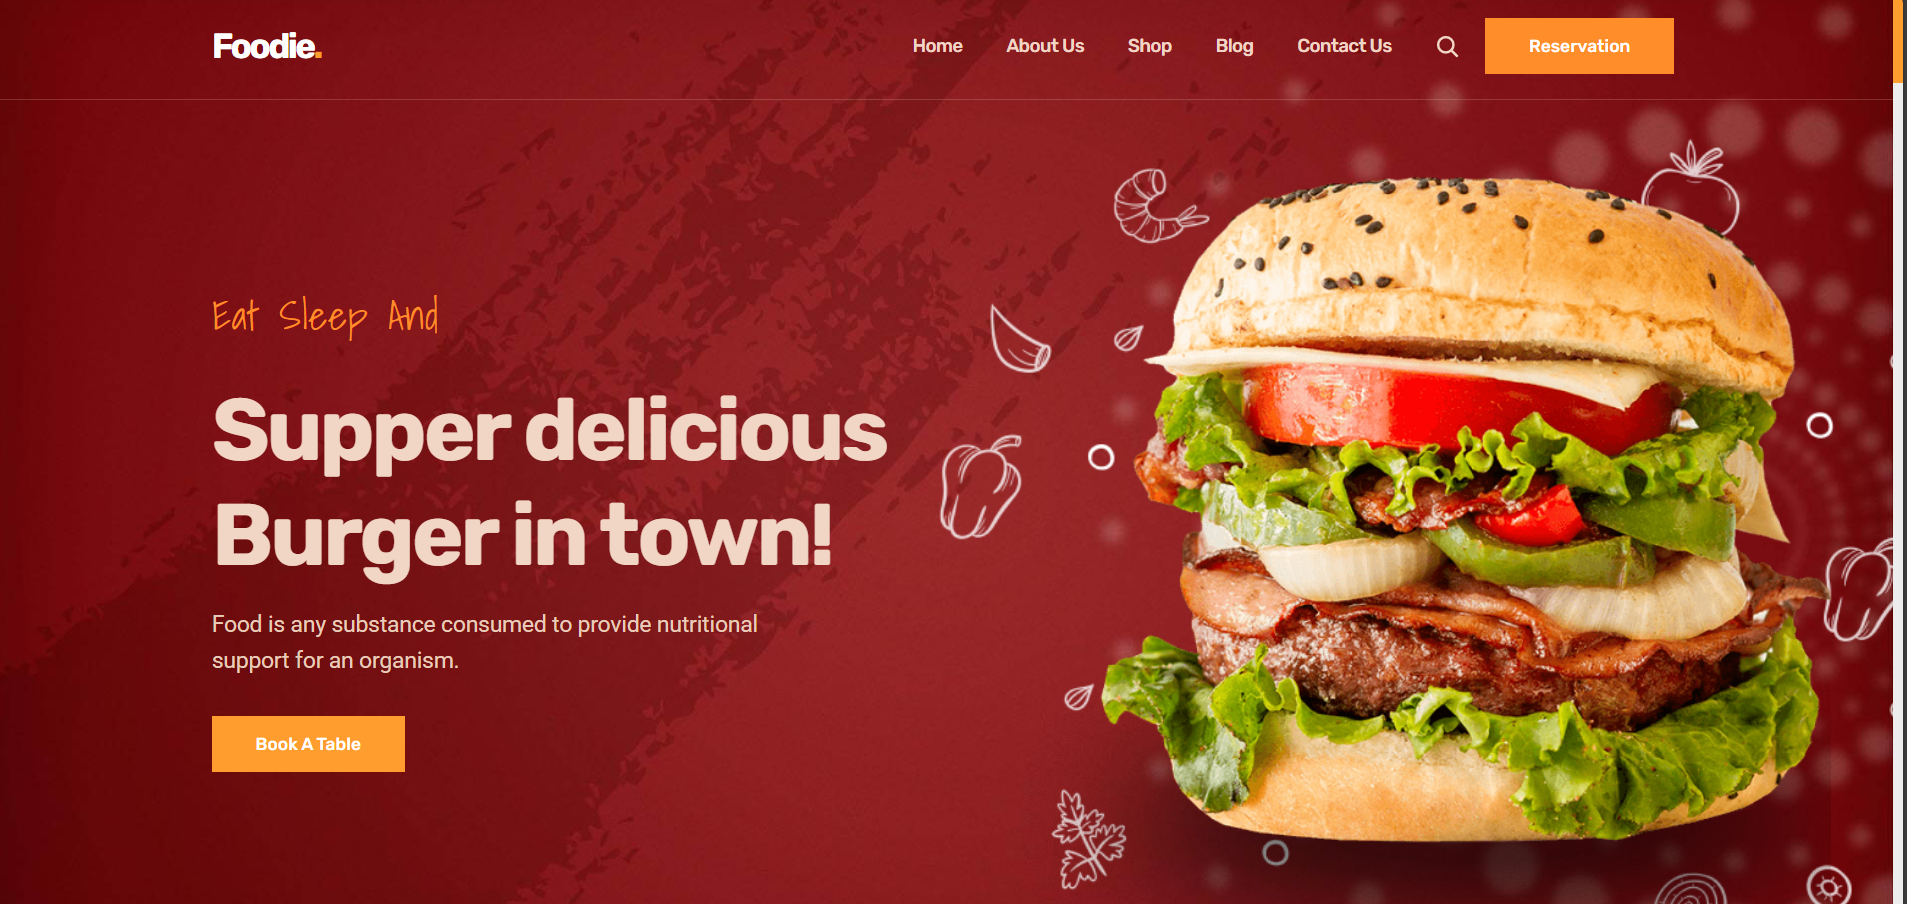 Foodie.
Home About Us Shop Blog Contact Us Reservation
Eat Sleep And
Supper delicious
Burger in town!
Food is any substance consumed to provide nutritional
support for an organism.
Book A Table